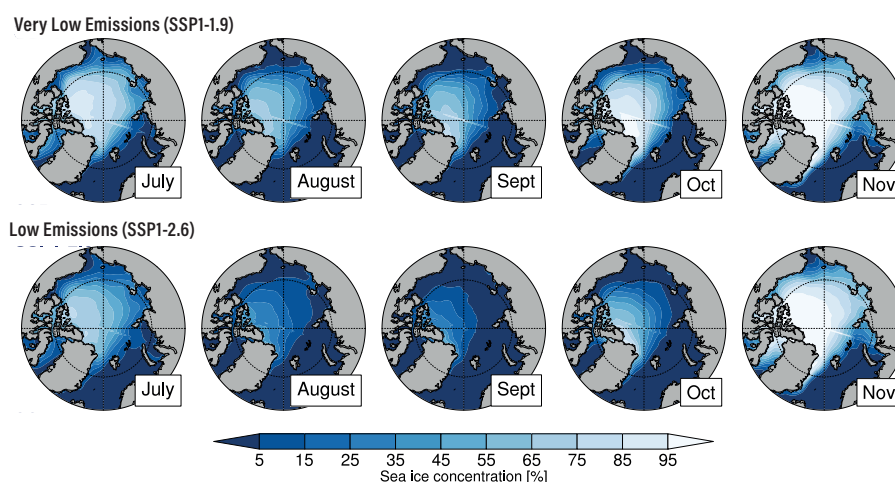 Very Low Emissions (SSP1-1.9)
July
August
Sept
Oct
Nov
Low Emissions (SSP1-2.6)
July
August
Sept
Oct
Nov
5 15 25 35 45 55 65 75 85 95
Sea ice concentration [%]